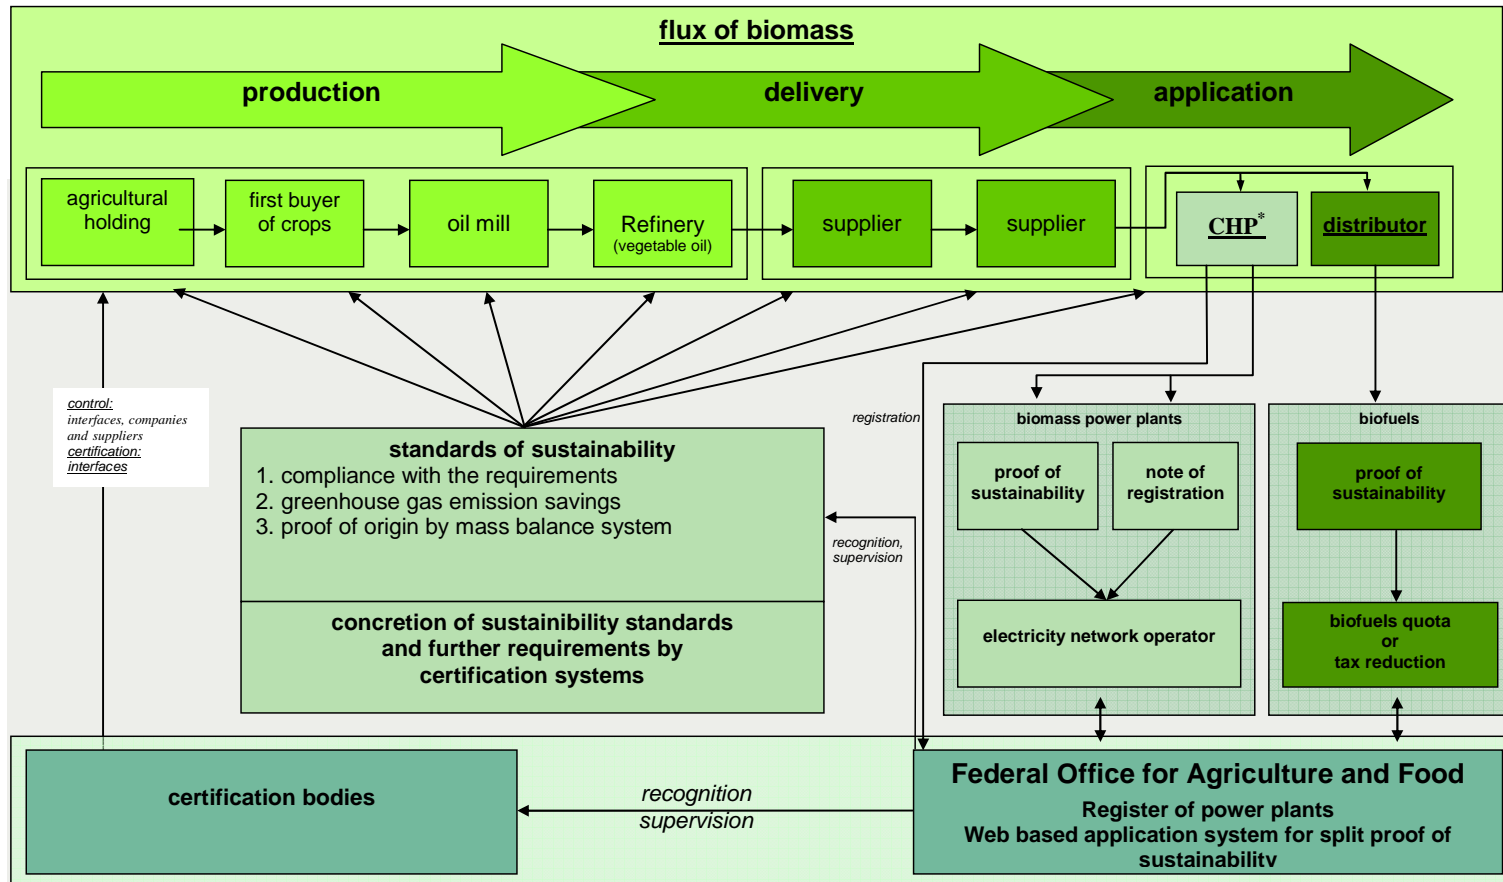 flux of biomass
production
delivery
application
agricultural
holding
first buyer
of crops
oil mill
Refinery
(vegetable oil)
supplier
supplier
CHP*
distributor
control:
interfaces, companies
and suppliers
certification:
interfaces
registration
standards of sustainability
1. compliance with the requirements
2. greenhouse gas emission savings
3. proof of origin by mass balance system
concretion of sustainibility standards
and further requirements by
certification systems
recognition,
supervision
biomass power plants
proof of
sustainability
note of
registration
electricity network operator
biofuels
proof of
sustainability
biofuels quota
or
tax reduction
certification bodies
recognition
supervision
Federal Office for Agriculture and Food
Register of power plants
Web based application system for split proof of
sustainability